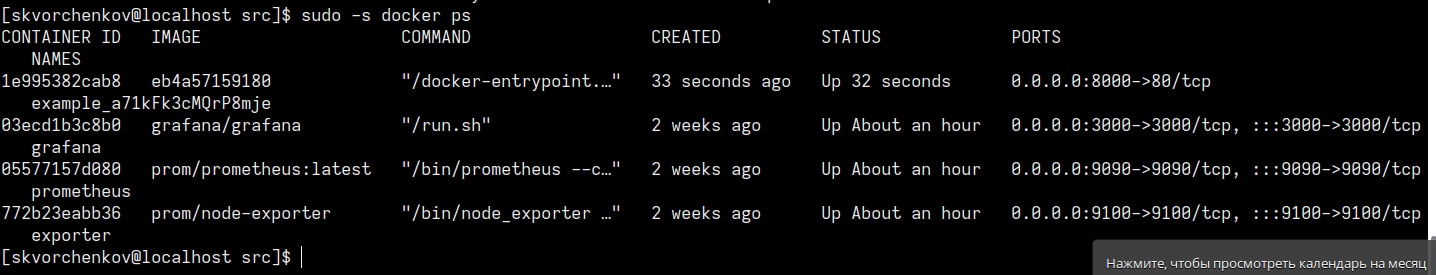 [skvorchenkov@localhost src]$ sudo -s docker ps
CONTAINER ID   IMAGE                    COMMAND                  CREATED          STATUS             PORTS
   NAMES
1e995382cab8   eb4a57159180             "/docker-entrypoint.…"   33 seconds ago   Up 32 seconds      0.0.0.0:8000->80/tcp
   example_a71kFk3cMQrP8mje
03ecd1b3c8b0   grafana/grafana          "/run.sh"                2 weeks ago      Up About an hour   0.0.0.0:3000->3000/tcp, :::3000->3000/tcp
   grafana
05577157d080   prom/prometheus:latest   "/bin/prometheus --c…"   2 weeks ago      Up About an hour   0.0.0.0:9090->9090/tcp, :::9090->9090/tcp
   prometheus
772b23eabb36   prom/node-exporter       "/bin/node_exporter …"   2 weeks ago      Up About an hour   0.0.0.0:9100->9100/tcp, :::9100->9100/tcp
   exporter
[skvorchenkov@localhost src]$
Нажмите, чтобы просмотреть календарь на месяц